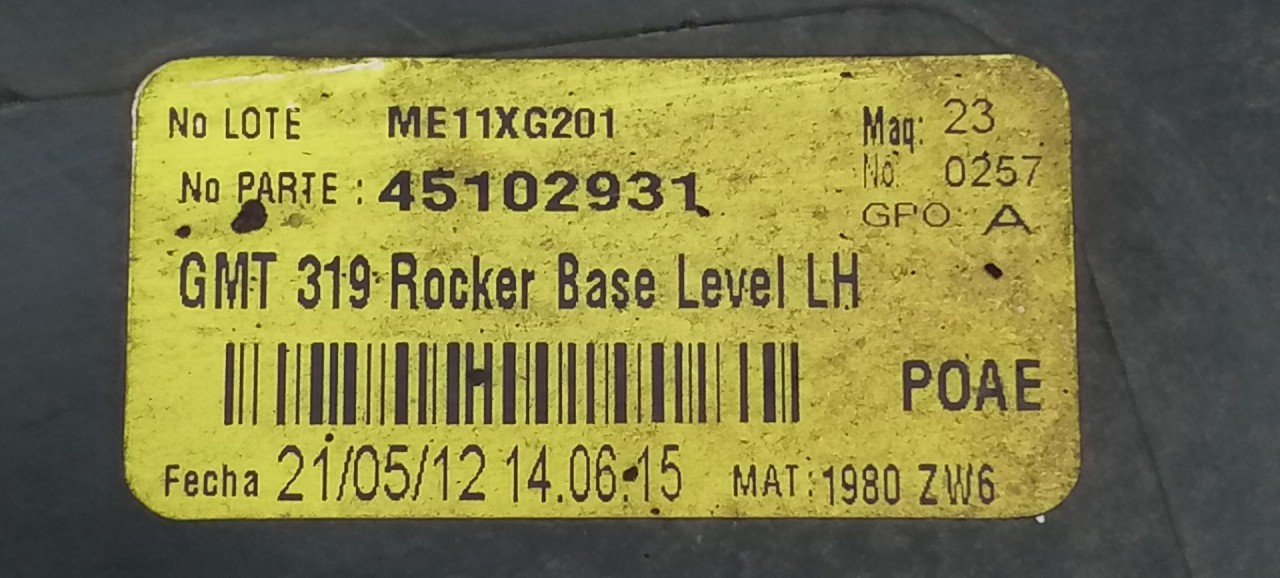 No LOTE ME11XG201 Maq: 23
No PARTE : 45102931 No. 0257
GPO: A
GMT 319 Rocker Base Level LH
POAE
Fecha 21/05/12 14.06.15 MAT: 1980 ZW6